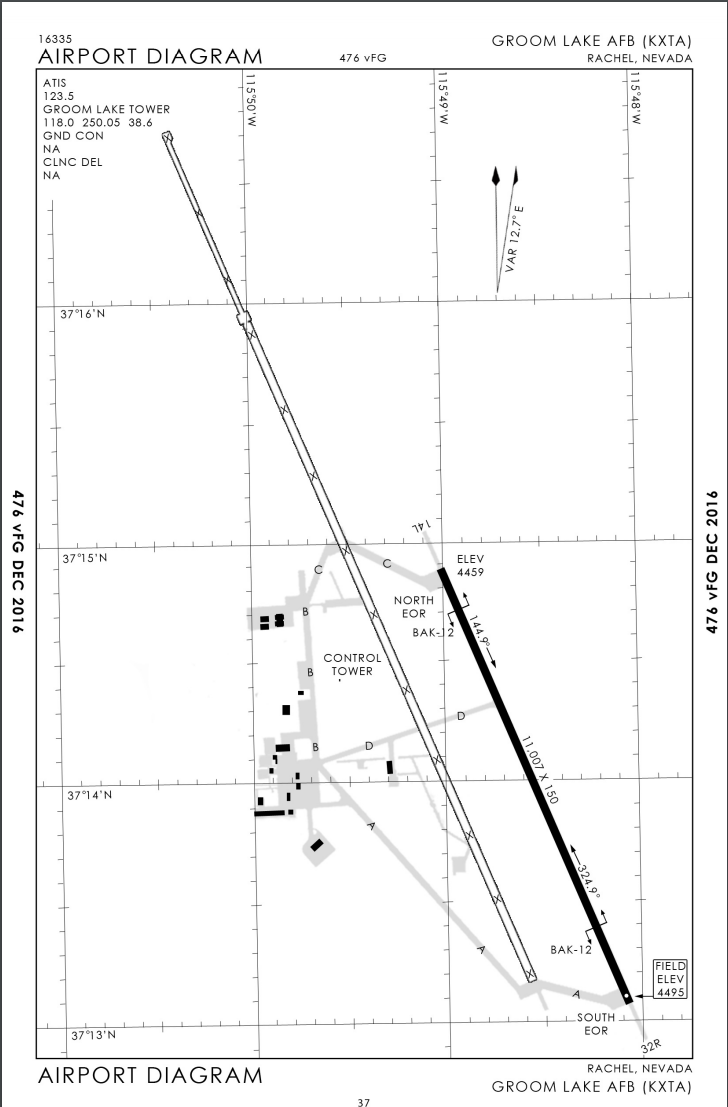 16335
AIRPORT DIAGRAM
476 vFG
GROOM LAKE AFB (KXTA)
RACHEL, NEVADA
ATIS
123.5
GROOM LAKE TOWER
118.0 250.05 38.6
GND CON
NA
CLNC DEL
NA
115°50'W
115°49'W
115°48'W
VAR 12.7° E
37°16'N
476 vFG DEC 2016
476 vFG DEC 2016
37°15'N
14L
ELEV
4459
C
C
NORTH
EOR
B
BAK-12
144.9°
CONTROL
TOWER
B
D
B
D
11,007 X 150
37°14'N
A
324.9°
A
BAK-12
FIELD
ELEV
4495
A
SOUTH
EOR
37°13'N
32R
AIRPORT DIAGRAM
RACHEL, NEVADA
GROOM LAKE AFB (KXTA)
37
X
X
X
X
X
X
X
X
X
X
X
X
X